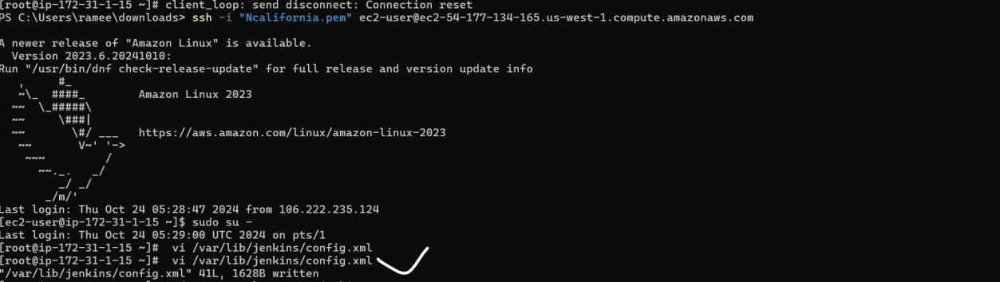 [root@ip-172-31-1-15 ~]# client_loop: send disconnect: Connection reset
PS C:\Users\ramee\downloads> ssh -i "Ncalifornia.pem" ec2-user@ec2-54-177-134-165.us-west-1.compute.amazonaws.com
A newer release of "Amazon Linux" is available.
  Version 2023.6.20241010:
Run "/usr/bin/dnf check-release-update" for full release and version update info
   ,     #_
   ~\_  ####_        Amazon Linux 2023
  ~~  \_#####\
  ~~     \###|
  ~~       \#/ ___   https://aws.amazon.com/linux/amazon-linux-2023
   ~~       V~' '->
    ~~~         /
      ~~._.   _/
         _/ _/
       _/m/'
Last login: Thu Oct 24 05:28:47 2024 from 106.222.235.124
[ec2-user@ip-172-31-1-15 ~]$ sudo su -
Last login: Thu Oct 24 05:29:00 UTC 2024 on pts/1
[root@ip-172-31-1-15 ~]#  vi /var/lib/jenkins/config.xml
[root@ip-172-31-1-15 ~]#  vi /var/lib/jenkins/config.xml
"/var/lib/jenkins/config.xml" 41L, 1628B written